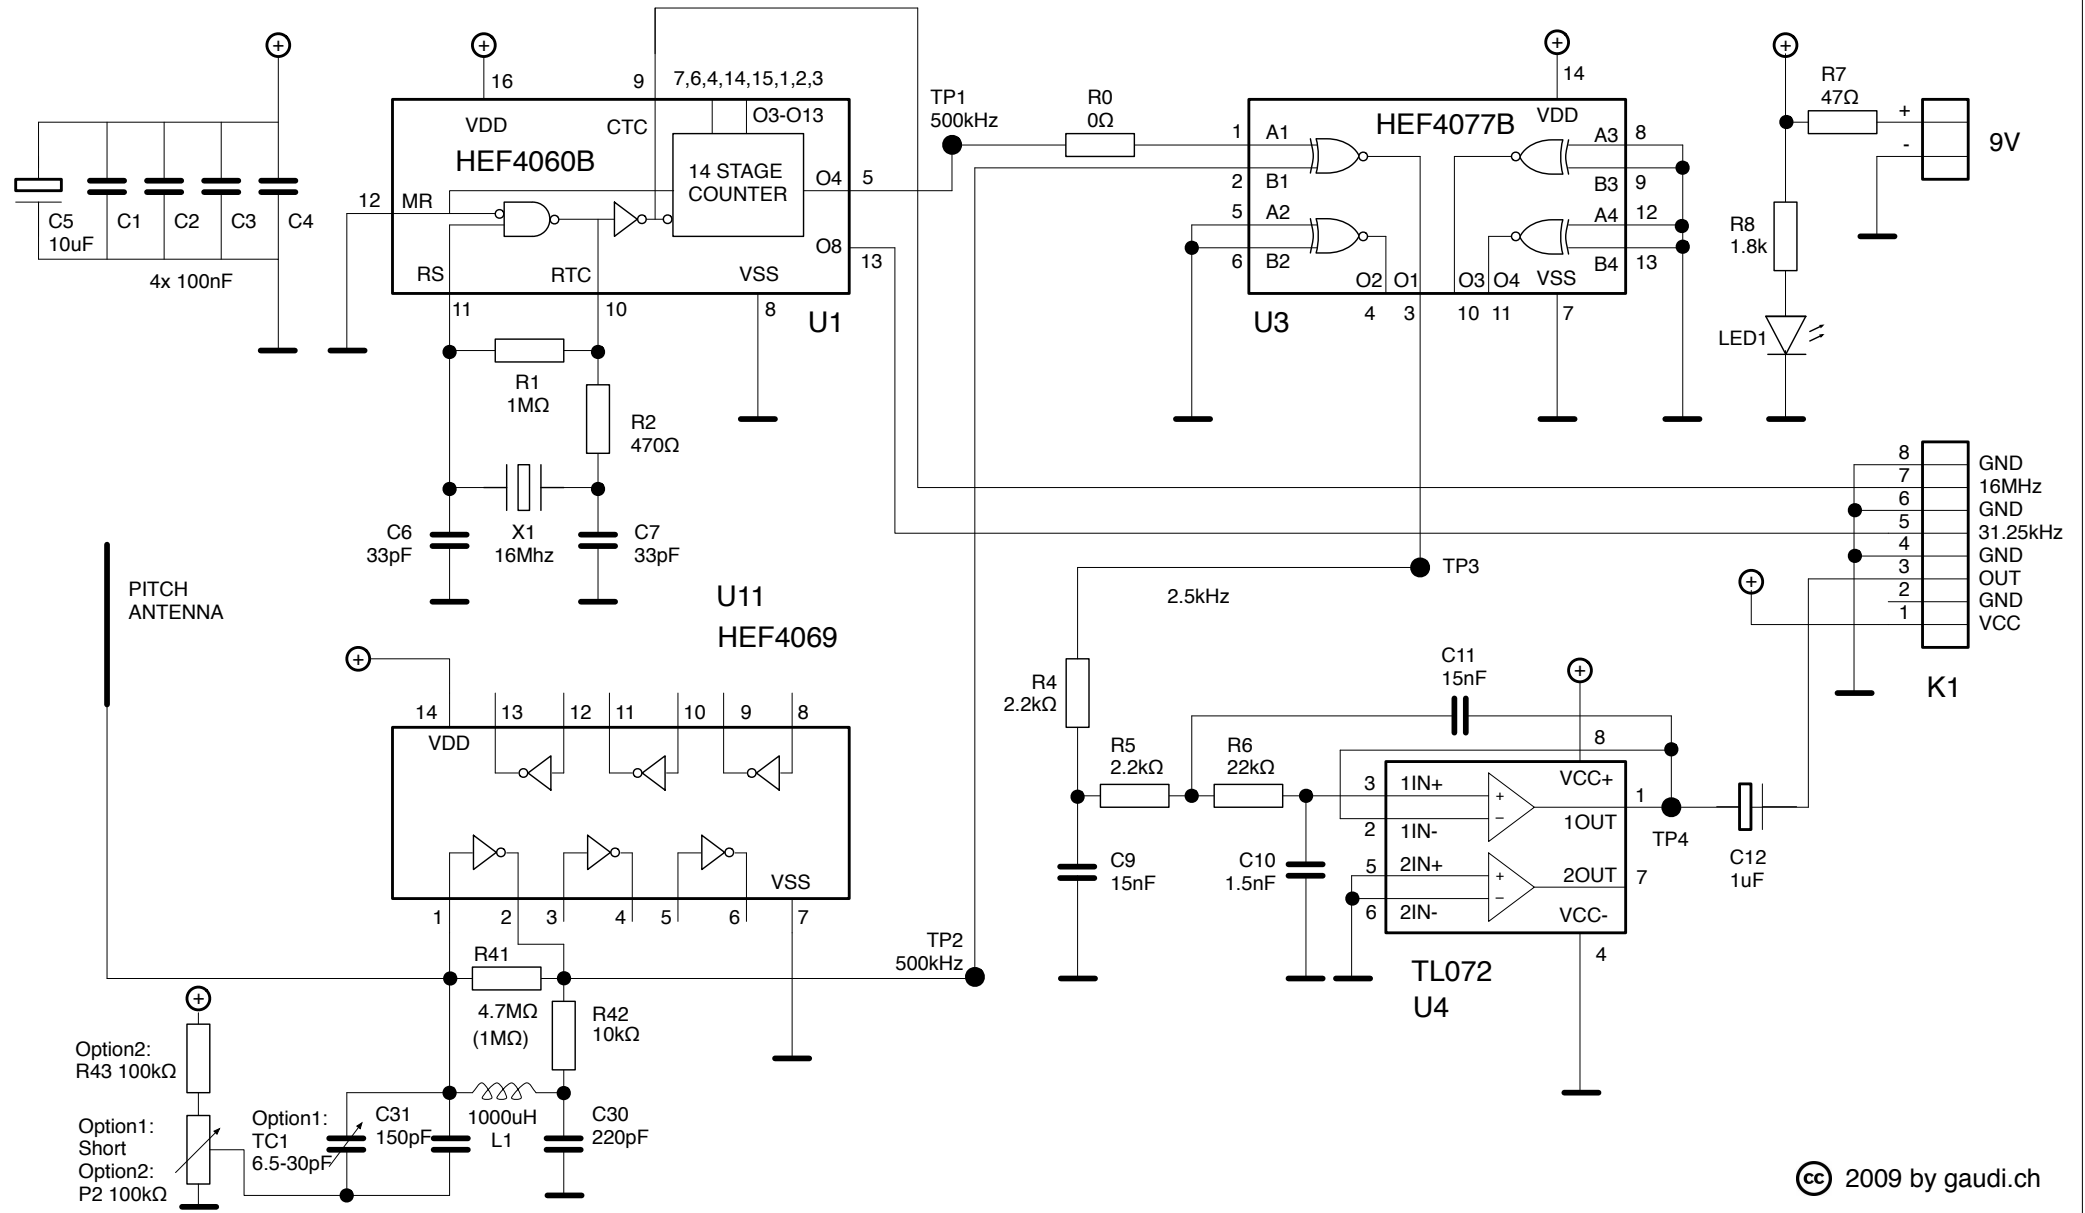 16
9
7,6,4,14,15,1,2,3
VDD
CTC
O3-O13
HEF4060B
14 STAGE
COUNTER
O4
5
12
MR
O8
13
RS
RTC
VSS
11
10
8
U1
C5
10uF
C1
C2
C3
C4
4x 100nF
R1
1MΩ
R2
470Ω
C6
33pF
X1
16Mhz
C7
33pF
TP1
500kHz
R0
0Ω
14
VDD
HEF4077B
1
A1
A3
8
2
B1
B3
9
5
A2
A4
12
6
B2
B4
13
O2
O1
O3
O4
VSS
U3
4
3
10
11
7
R7
47Ω
+
-
9V
R8
1.8k
LED1
8
GND
7
16MHz
6
GND
5
31.25kHz
4
GND
3
OUT
2
GND
1
VCC
K1
PITCH
ANTENNA
U11
HEF4069
14
13
12
11
10
9
8
VDD
VSS
1
2
3
4
5
6
7
R41
4.7MΩ
(1MΩ)
R42
10kΩ
TP2
500kHz
Option2:
R43 100kΩ
Option1:
Short
Option2:
P2 100kΩ
Option1:
TC1
6.5-30pF
C31
150pF
1000uH
L1
C30
220pF
TP3
2.5kHz
R4
2.2kΩ
C11
15nF
R5
2.2kΩ
R6
22kΩ
8
VCC+
3
1IN+
1
2
1IN-
1OUT
TP4
5
2IN+
2OUT
7
6
2IN-
VCC-
4
C9
15nF
C10
1.5nF
C12
1uF
TL072
U4
cc 2009 by gaudi.ch